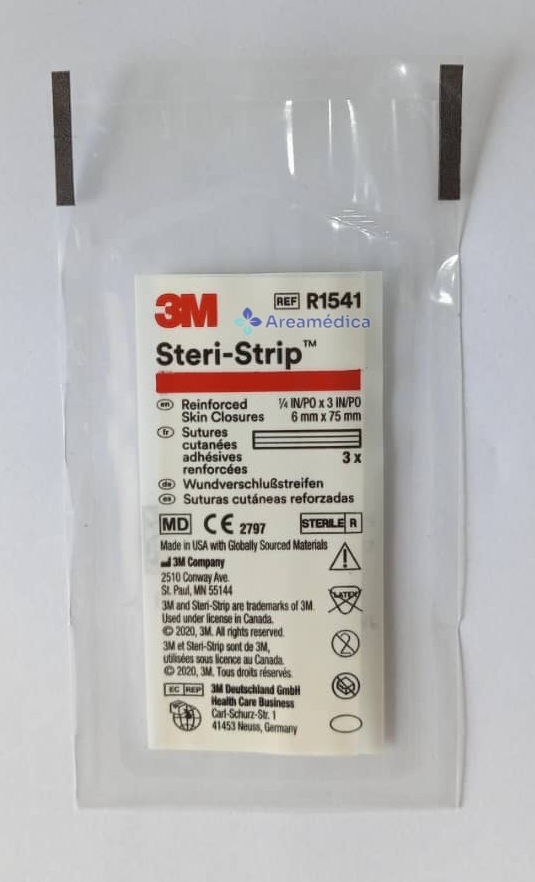 3M REF R1541
Areamédica
Steri-Strip™
en Reinforced ¼ IN/PO x 3 IN/PO
Skin Closures 6 mm x 75 mm
fr Sutures
cutanées
adhésives 3 x
renforcées
de Wundverschlußstreifen
es Suturas cutáneas reforzadas
MD CE 2797 STERILE R
Made in USA with Globally Sourced Materials
3M Company
2510 Conway Ave.
St. Paul, MN 55144
LATEX
3M and Steri-Strip are trademarks of 3M.
Used under license in Canada.
© 2020, 3M. All rights reserved.
2
3M et Steri-Strip sont de 3M,
utilisées sous licence au Canada.
© 2020, 3M. Tous droits réservés.
EC REP 3M Deutschland GmbH
Health Care Business
Carl-Schurz-Str. 1
41453 Neuss, Germany